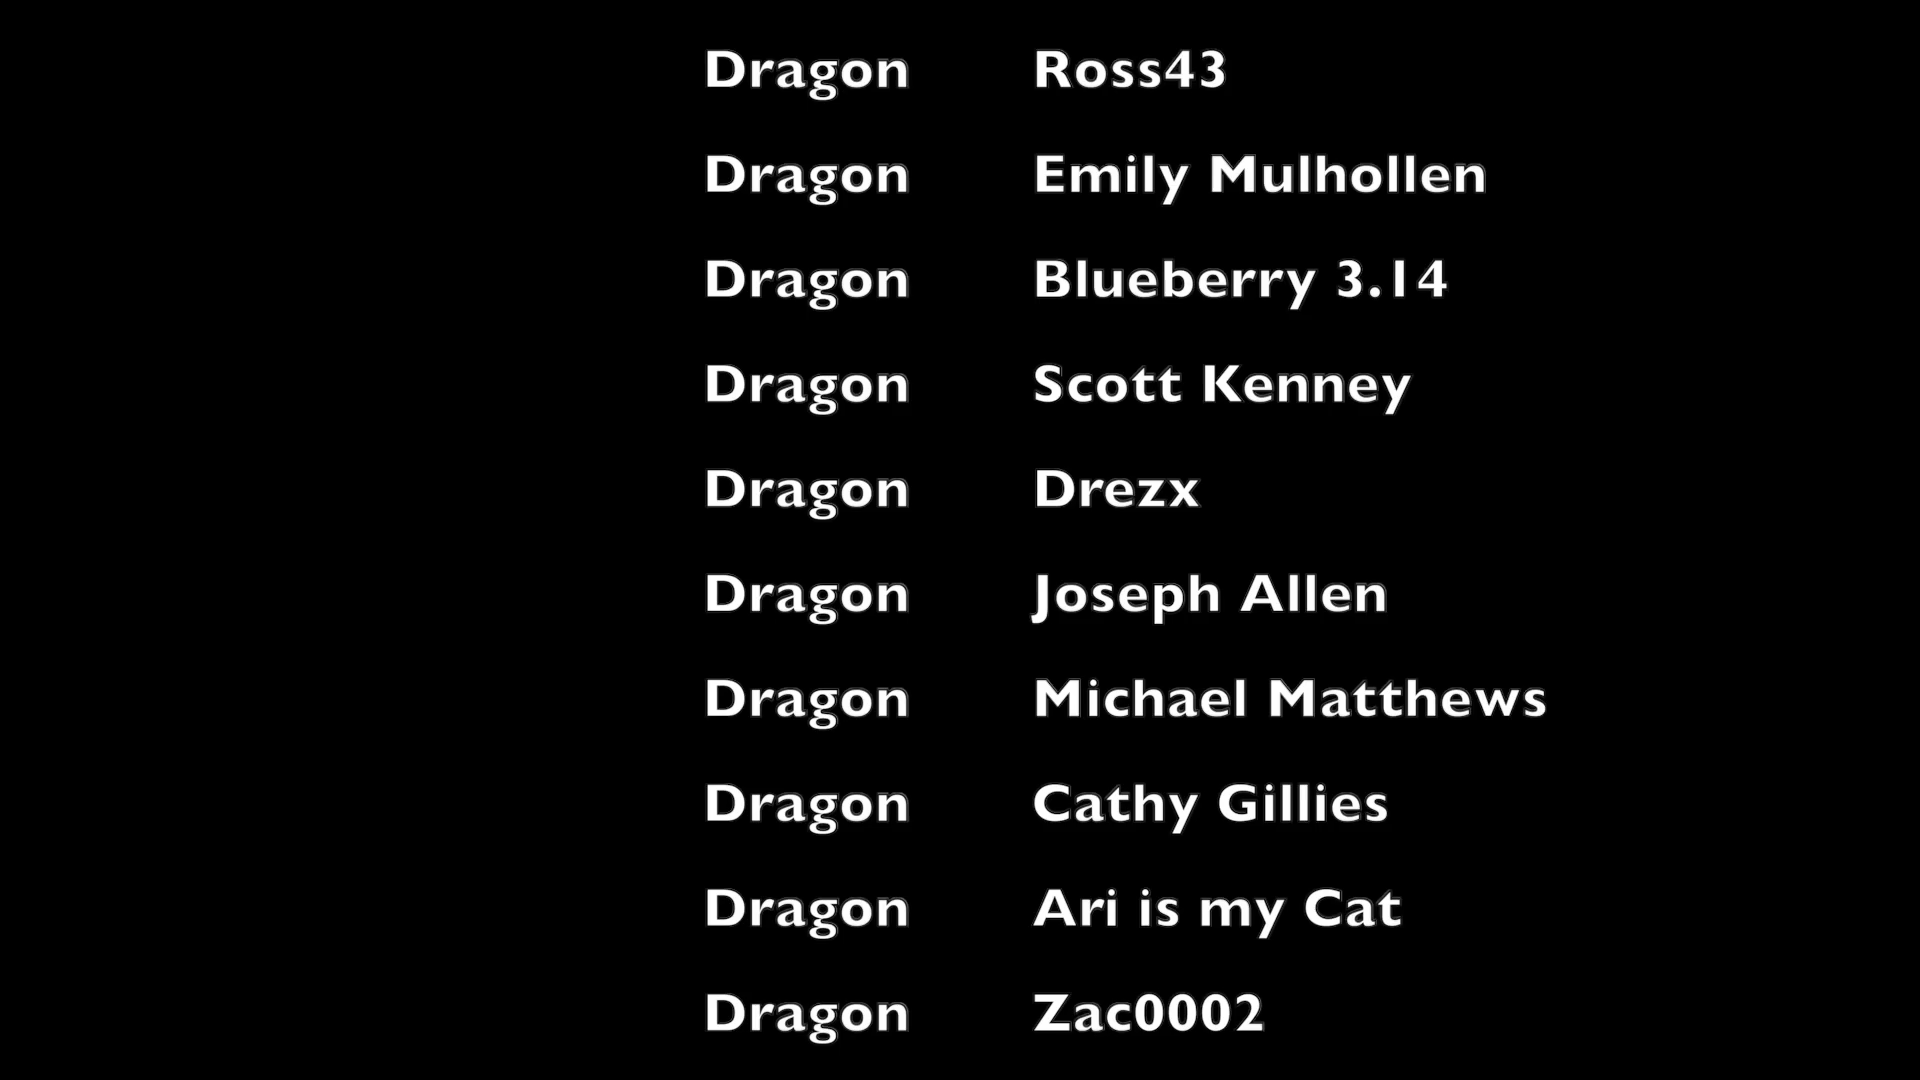 Dragon Ross43
Dragon Emily Mulhollen
Dragon Blueberry 3.14
Dragon Scott Kenney
Dragon Drezx
Dragon Joseph Allen
Dragon Michael Matthews
Dragon Cathy Gillies
Dragon Ari is my Cat
Dragon Zac0002